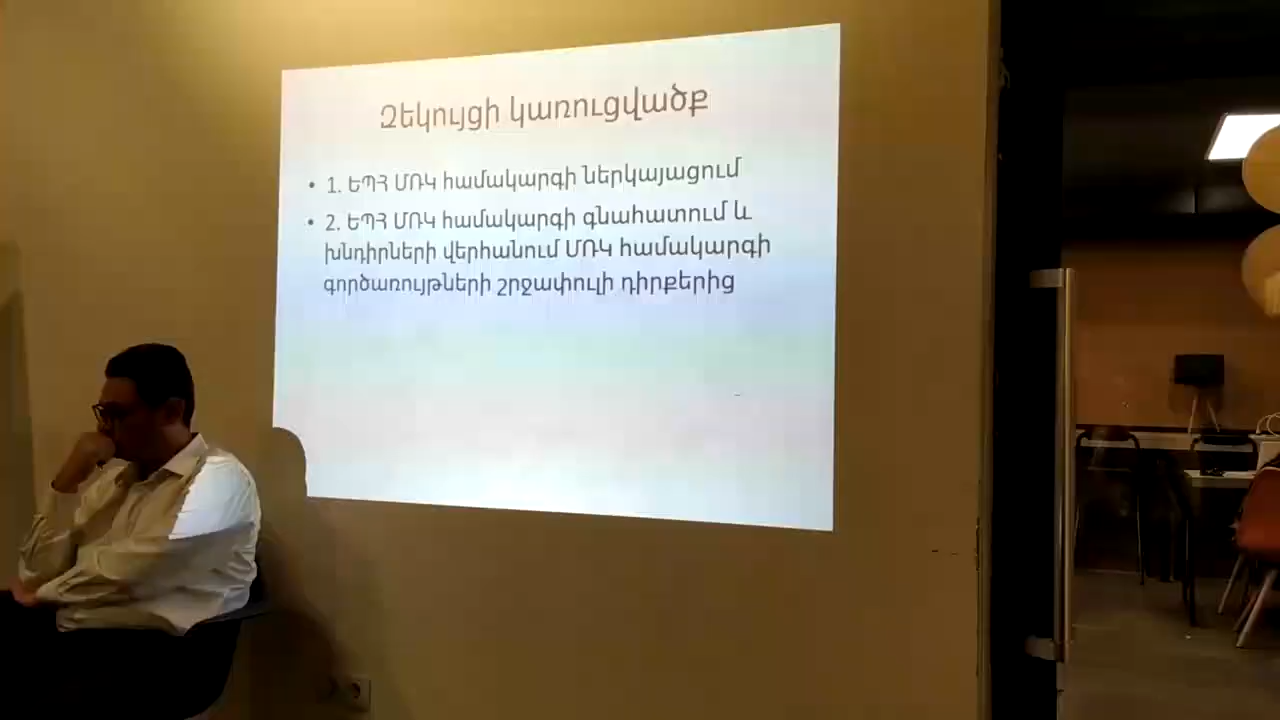 Զեկույցի կառուցվածք
• 1. ԵՊՀ ՄՌԿ համակարգի ներկայացում
• 2. ԵՊՀ ՄՌԿ համակարգի գնահատում և
խնդիրների վերհանում ՄՌԿ համակարգի
գործառույթների շրջափուլի դիրքերից